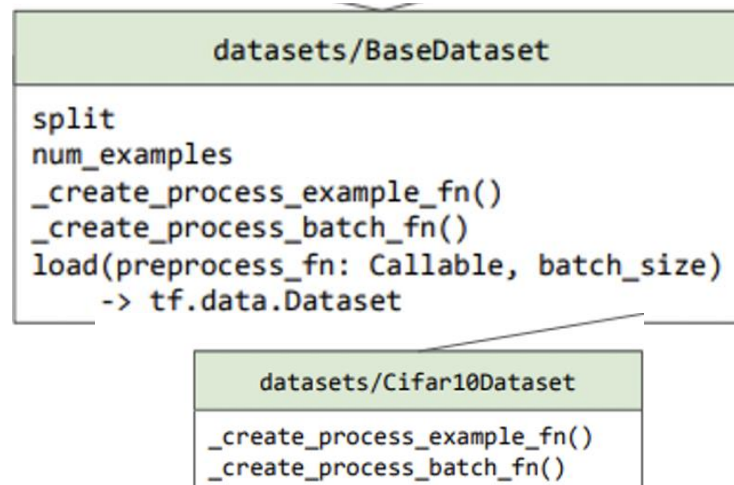 datasets/BaseDataset
split
num_examples
_create_process_example_fn()
_create_process_batch_fn()
load(preprocess_fn: Callable, batch_size)
-> tf.data.Dataset
datasets/Cifar10Dataset
_create_process_example_fn()
_create_process_batch_fn()